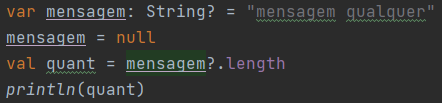 var mensagem: String? = "mensagem qualquer"
mensagem = null
val quant = mensagem?.length
println(quant)